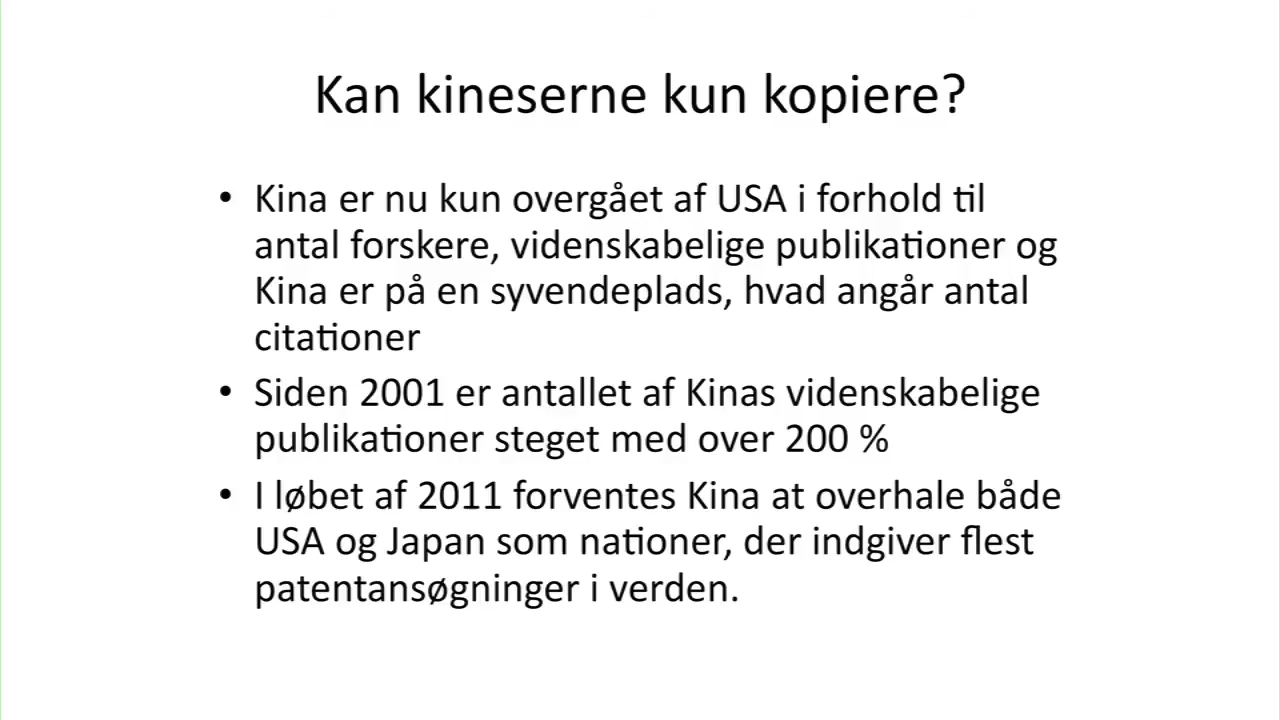 Kan kineserne kun kopiere?
• Kina er nu kun overgået af USA i forhold til
antal forskere, videnskabelige publikationer og
Kina er på en syvendeplads, hvad angår antal
citationer
• Siden 2001 er antallet af Kinas videnskabelige
publikationer steget med over 200 %
• I løbet af 2011 forventes Kina at overhale både
USA og Japan som nationer, der indgiver flest
patentansøgninger i verden.